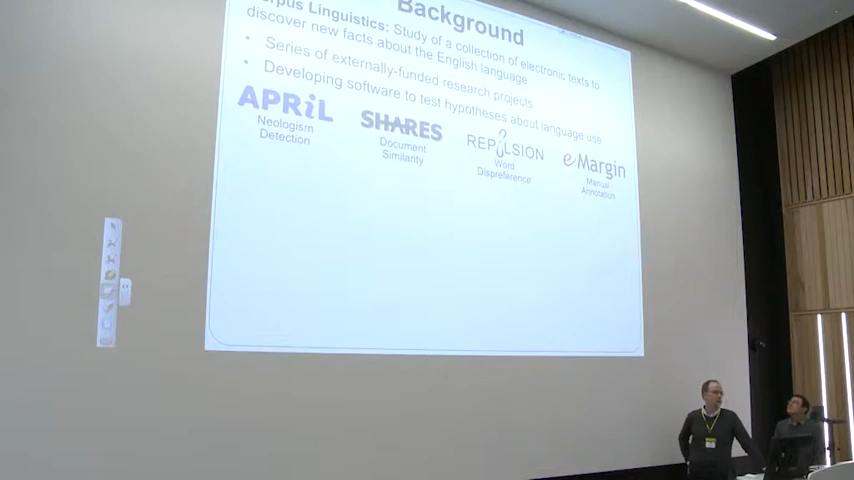 Background
rpus Linguistics: Study of a collection of electronic texts to
discover new facts about the English language
• Series of externally-funded research projects
• Developing software to test hypotheses about language use
APRiL
Neologism
Detection
SHARES
Document
Similarity
REPULSION
Word
Dispreference
eMargin
Manual
Annotation